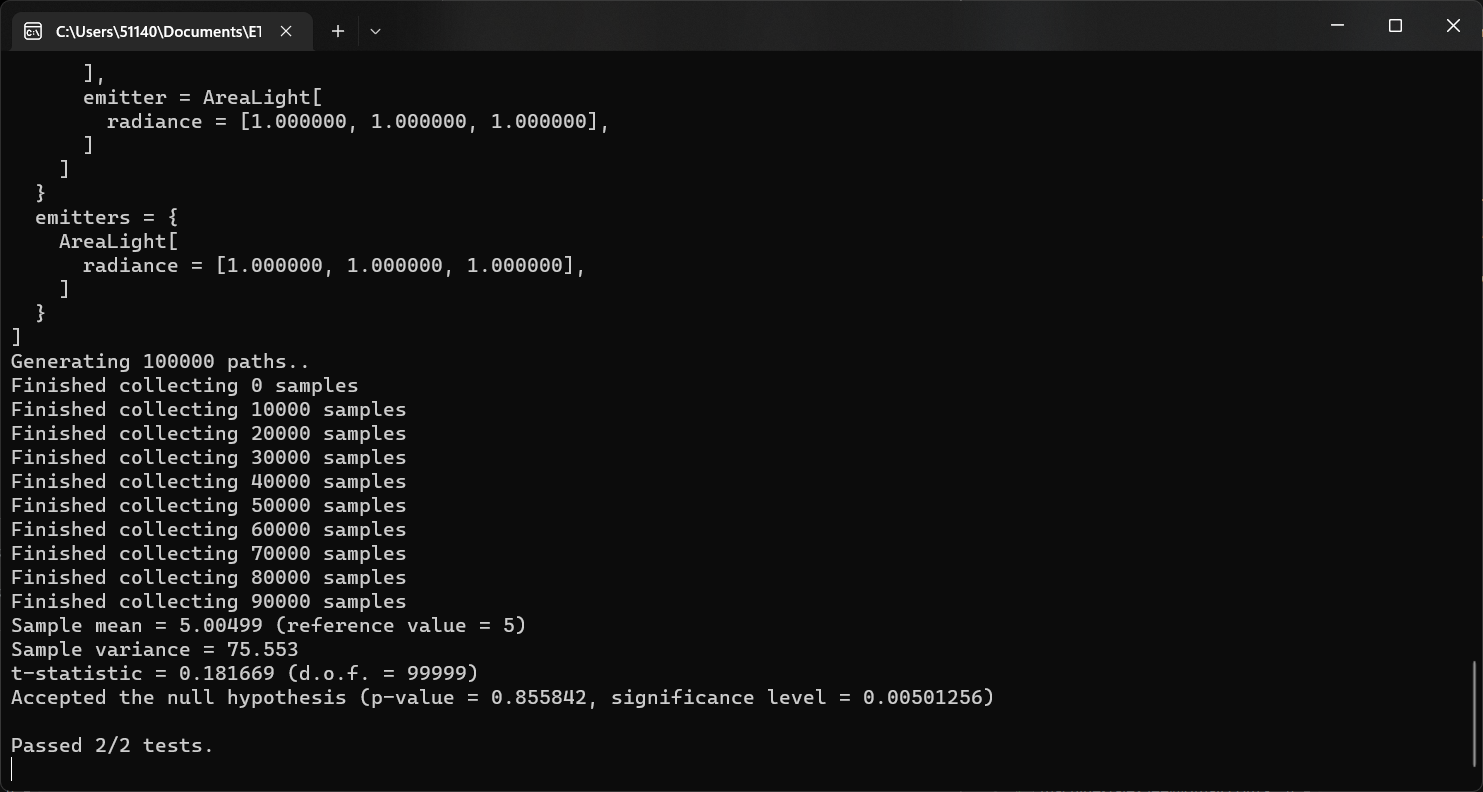 C:\Users\51140\Documents\ET
],
emitter = AreaLight[
radiance = [1.000000, 1.000000, 1.000000],
]
]
}
emitters = {
AreaLight[
radiance = [1.000000, 1.000000, 1.000000],
]
}
]
Generating 100000 paths..
Finished collecting 0 samples
Finished collecting 10000 samples
Finished collecting 20000 samples
Finished collecting 30000 samples
Finished collecting 40000 samples
Finished collecting 50000 samples
Finished collecting 60000 samples
Finished collecting 70000 samples
Finished collecting 80000 samples
Finished collecting 90000 samples
Sample mean = 5.00499 (reference value = 5)
Sample variance = 75.553
t-statistic = 0.181669 (d.o.f. = 99999)
Accepted the null hypothesis (p-value = 0.855842, significance level = 0.00501256)
Passed 2/2 tests.